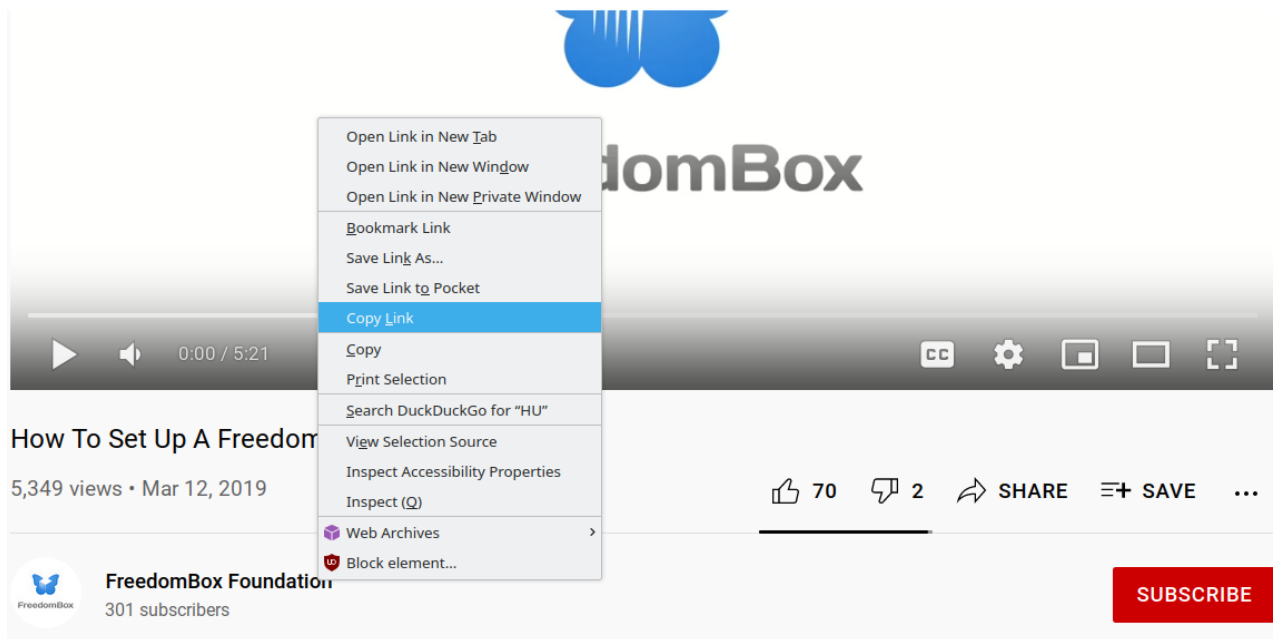 domBox
Open Link in New Tab
Open Link in New Window
Open Link in New Private Window
Bookmark Link
Save Link As...
Save Link to Pocket
Copy Link
Copy
Print Selection
Search DuckDuckGo for “HU”
View Selection Source
Inspect Accessibility Properties
Inspect (Q)
Web Archives
Block element...
0:00 / 5:21
CC
How To Set Up A Freedom
5,349 views • Mar 12, 2019
70
2
SHARE
SAVE
...
FreedomBox
FreedomBox Foundation
301 subscribers
SUBSCRIBE